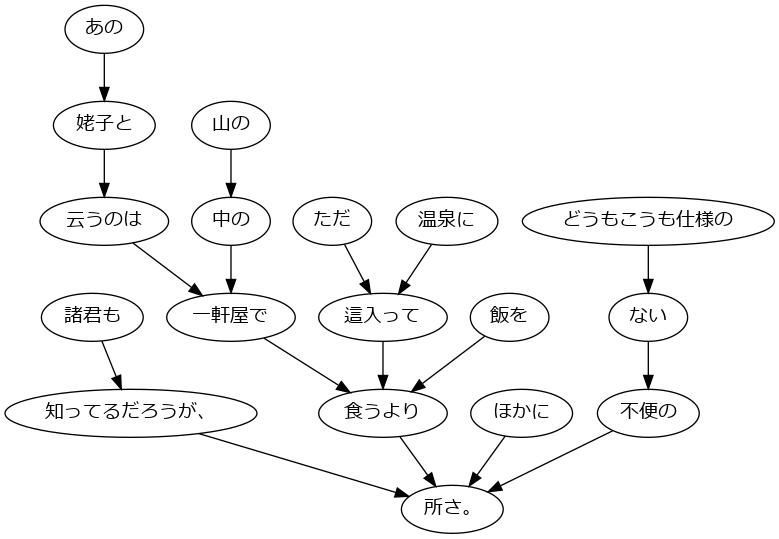 あの
姥子と
山の
云うのは
中の
ただ
温泉に
どうもこうも仕様の
諸君も
一軒屋で
這入って
飯を
ない
知ってるだろうが、
食うより
ほかに
不便の
所さ。